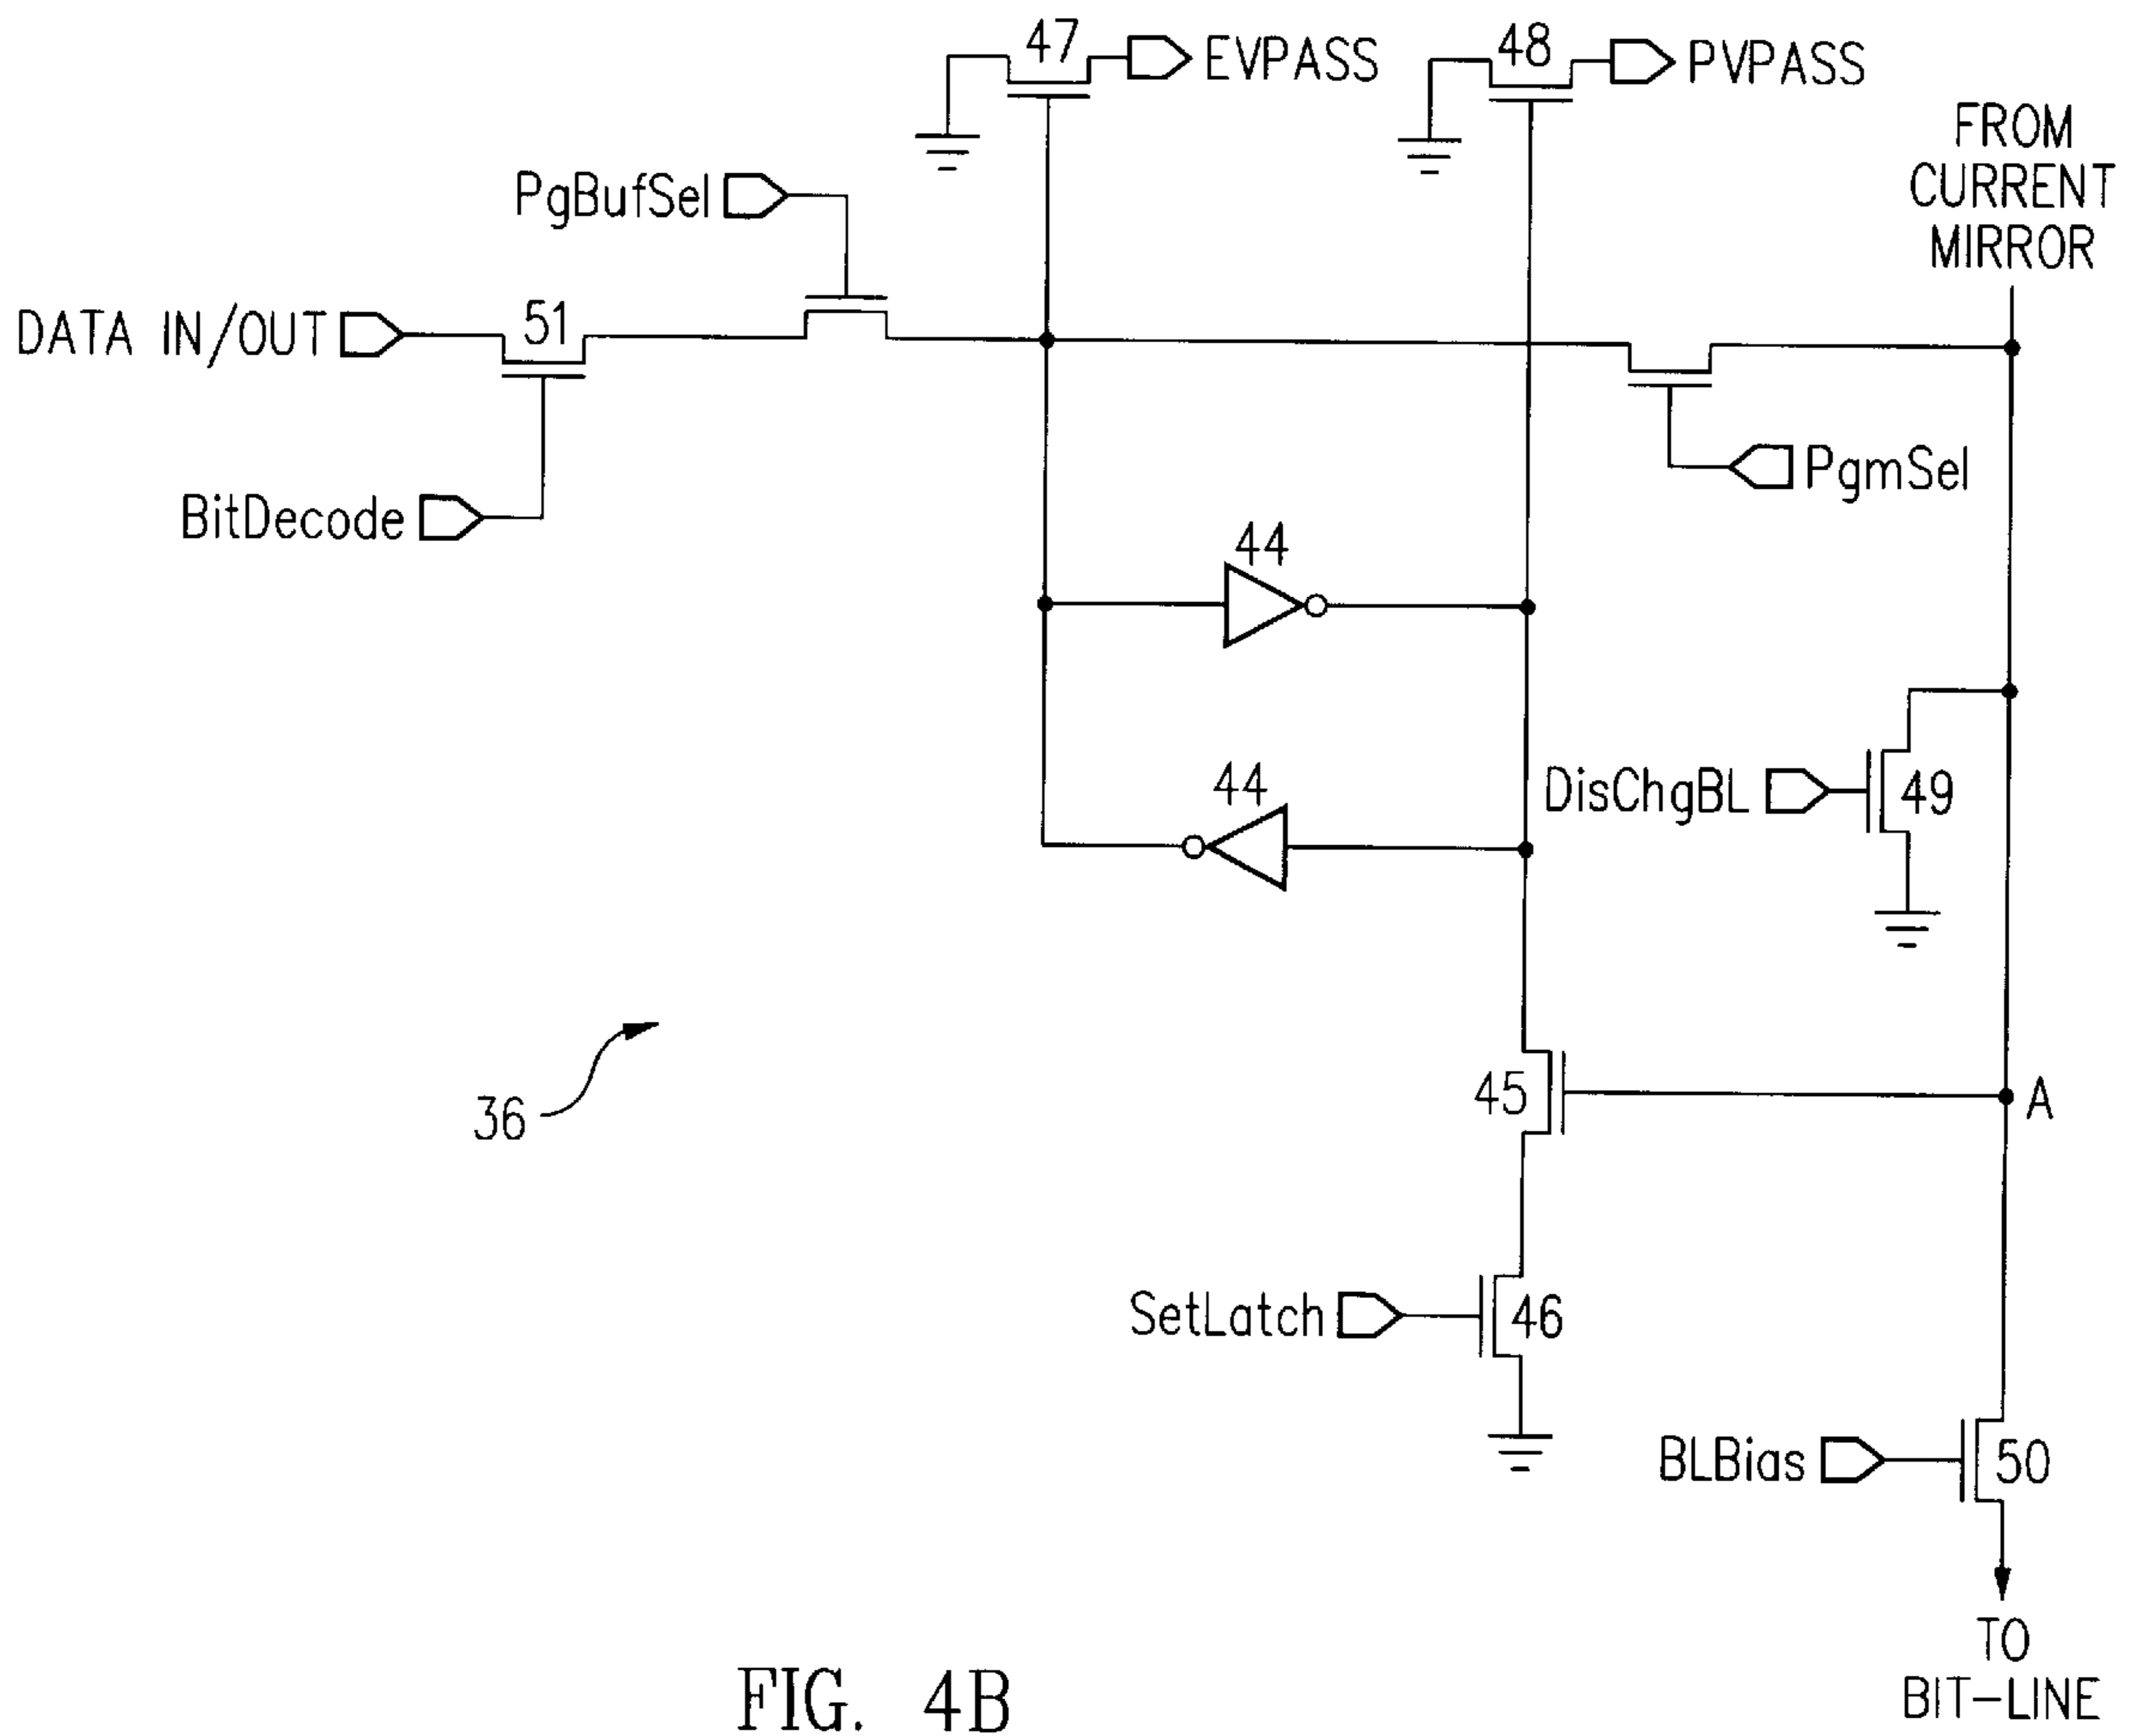 47
EVPASS
48
PVPASS
FROM
CURRENT
MIRROR
PgBufSel
DATA IN/OUT
51
PgmSel
BitDecode
44
44
DisChgBL
49
36
45
A
SetLatch
46
BLBias
50
TO
BIT-LINE
FIG. 4B